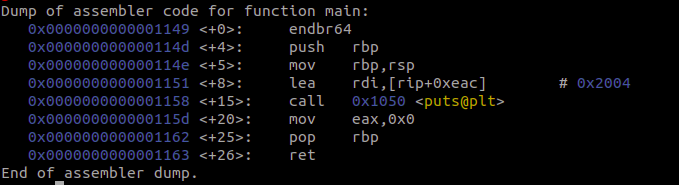 Dump of assembler code for function main:
   0x0000000000001149 <+0>:     endbr64
   0x000000000000114d <+4>:     push   rbp
   0x000000000000114e <+5>:     mov    rbp,rsp
   0x0000000000001151 <+8>:     lea    rdi,[rip+0xeac]        # 0x2004
   0x0000000000001158 <+15>:    call   0x1050 <puts@plt>
   0x000000000000115d <+20>:    mov    eax,0x0
   0x0000000000001162 <+25>:    pop    rbp
   0x0000000000001163 <+26>:    ret
End of assembler dump.